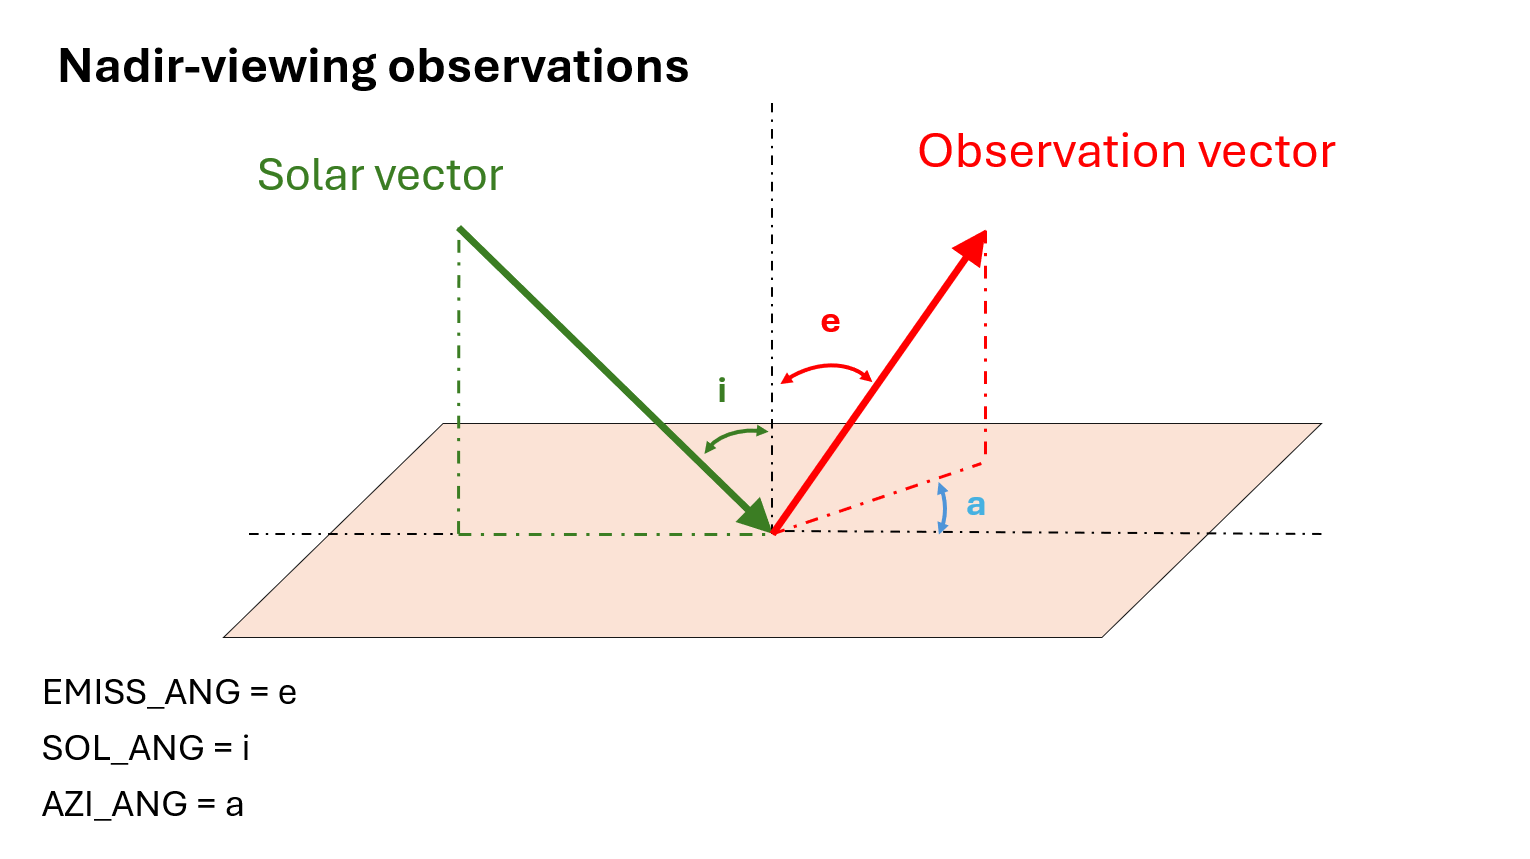 Nadir-viewing observations
Observation vector
Solar vector
e
i
a
EMISS_ANG = e
SOL_ANG = i
AZI_ANG = a